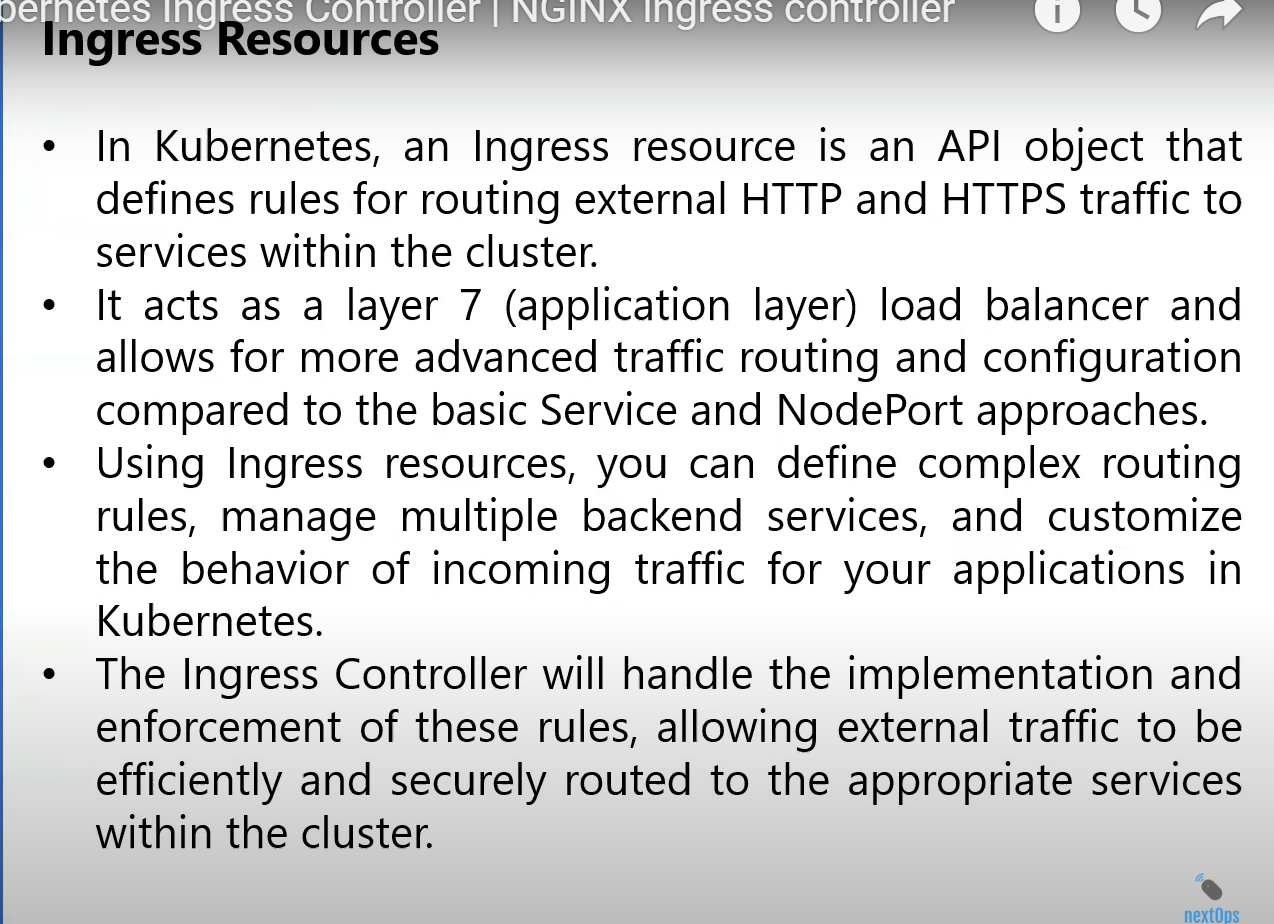 bernetes Ingress Controller | NGINX ingress controller
Ingress Resources
• In Kubernetes, an Ingress resource is an API object that
defines rules for routing external HTTP and HTTPS traffic to
services within the cluster.
• It acts as a layer 7 (application layer) load balancer and
allows for more advanced traffic routing and configuration
compared to the basic Service and NodePort approaches.
• Using Ingress resources, you can define complex routing
rules, manage multiple backend services, and customize
the behavior of incoming traffic for your applications in
Kubernetes.
• The Ingress Controller will handle the implementation and
enforcement of these rules, allowing external traffic to be
efficiently and securely routed to the appropriate services
within the cluster.
nextOps